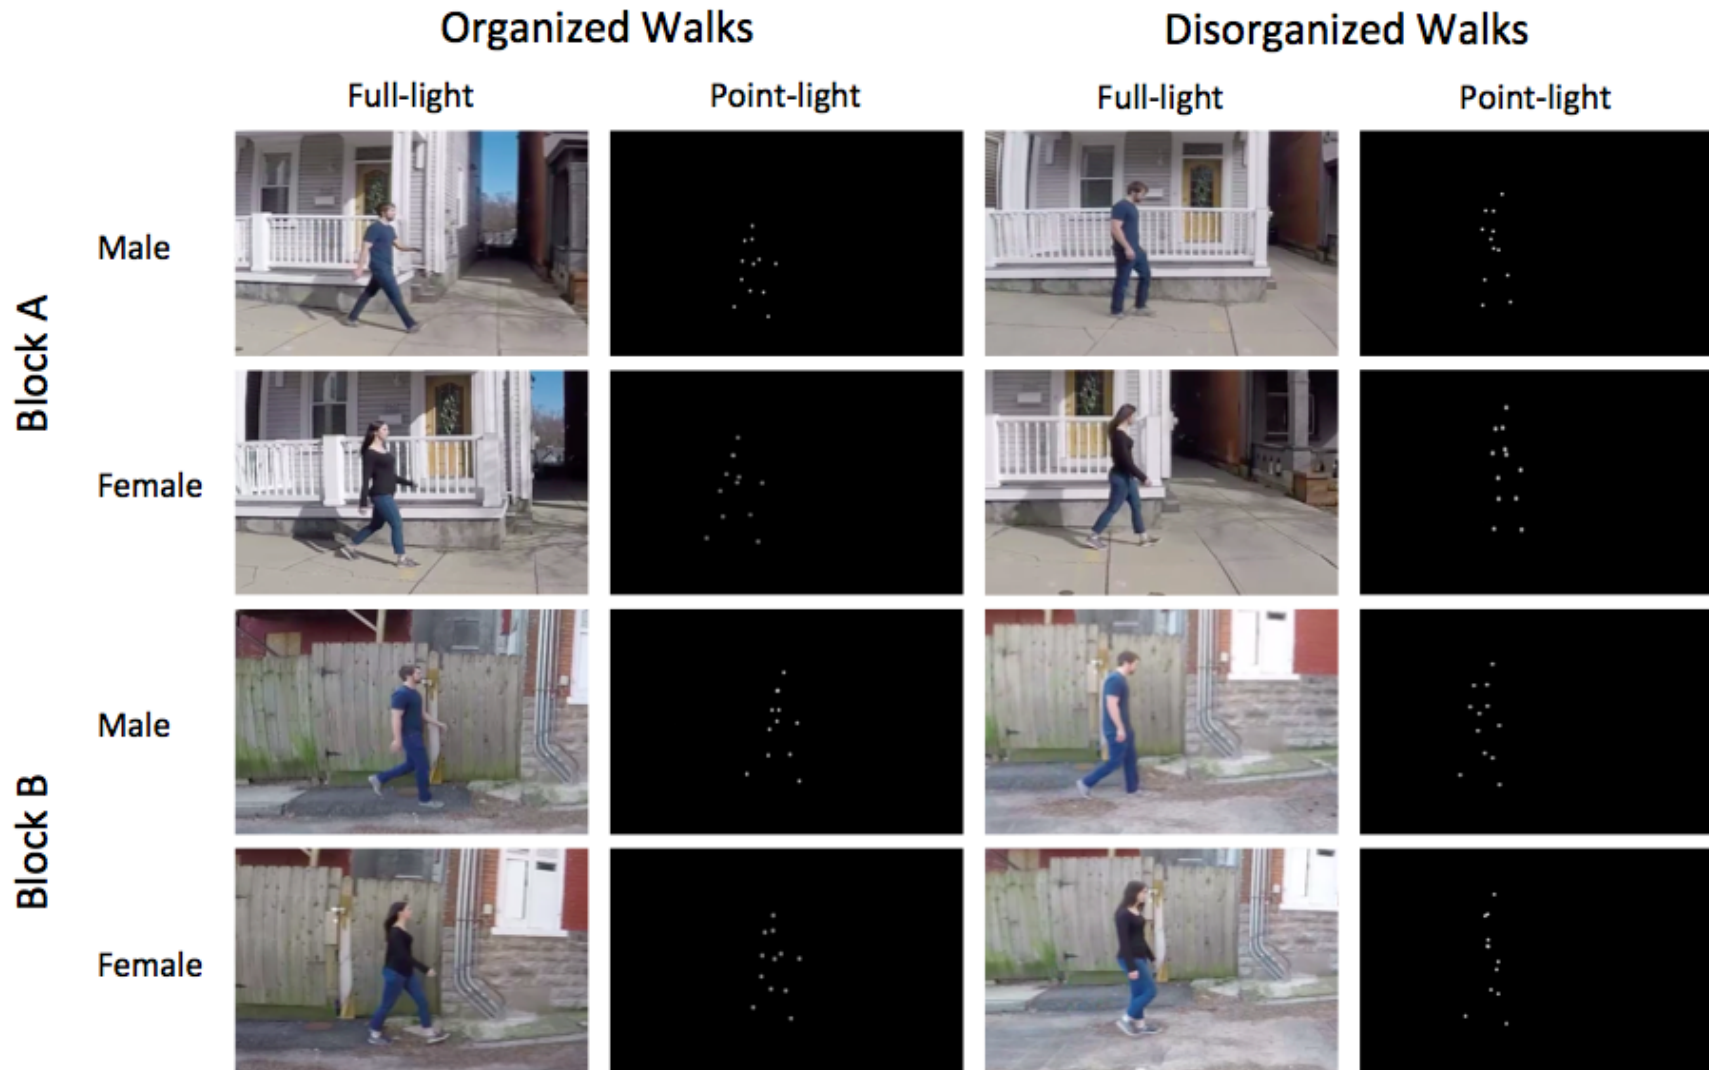 Organized Walks
Disorganized Walks
Full-light
Point-light
Full-light
Point-light
Block A
Male
Female
Block B
Male
Female